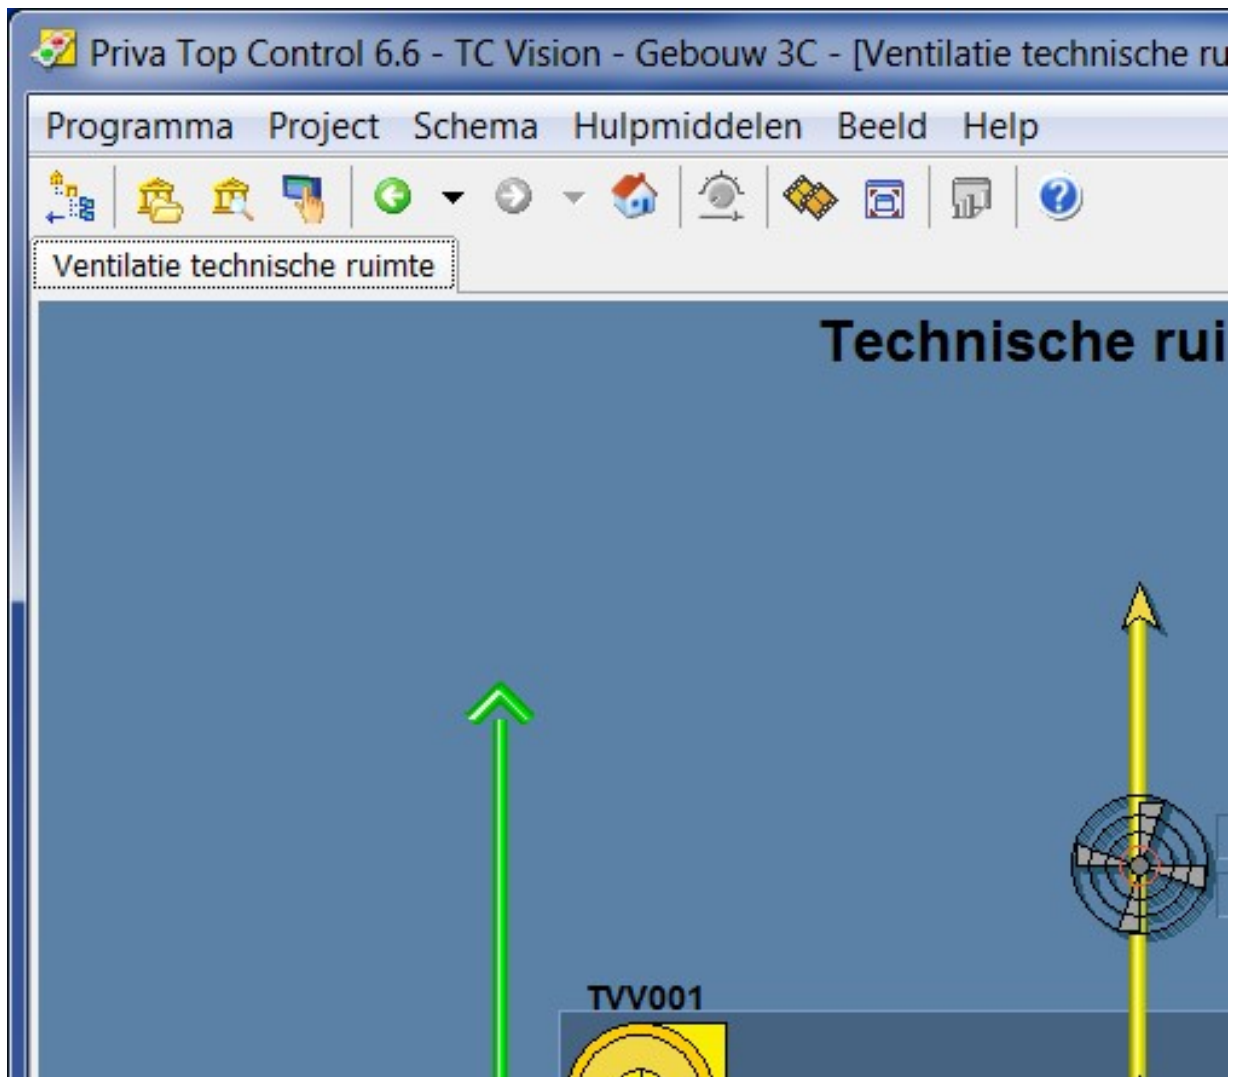 Priva Top Control 6.6 - TC Vision - Gebouw 3C - [Ventilatie technische ru
Programma Project Schema Hulpmiddelen Beeld Help
Ventilatie technische ruimte
Technische rui
TVV001